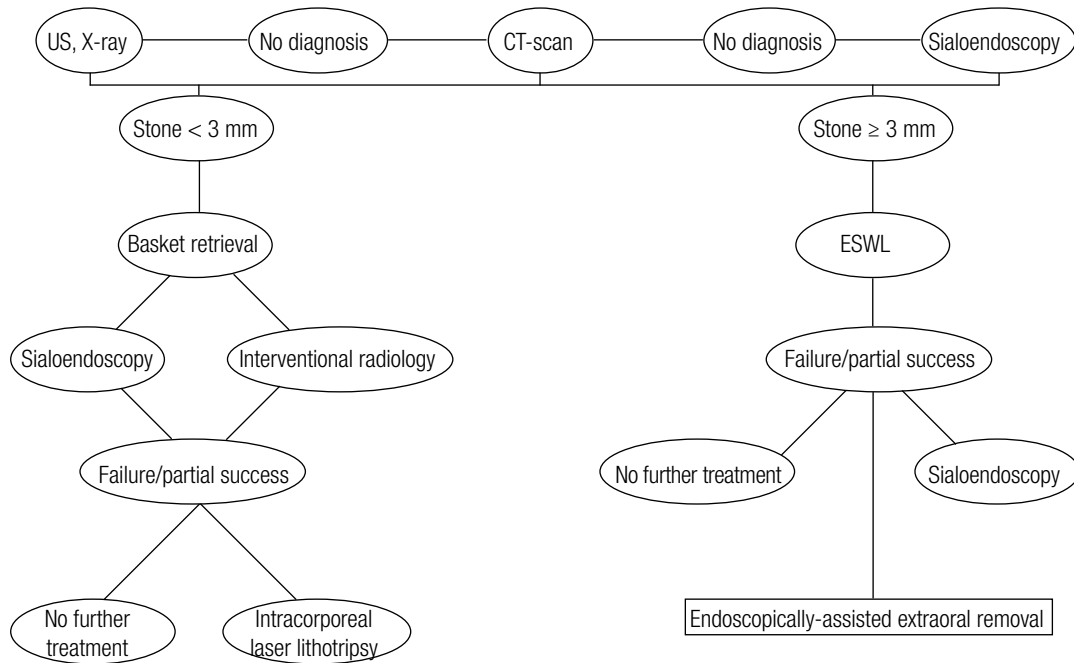 US, X-ray
No diagnosis
CT-scan
No diagnosis
Sialoendoscopy
Stone < 3 mm
Stone ≥ 3 mm
Basket retrieval
ESWL
Sialoendoscopy
Interventional radiology
Failure/partial success
Failure/partial success
No further treatment
Sialoendoscopy
No further
treatment
Intracorporeal
laser lithotripsy
Endoscopically-assisted extraoral removal